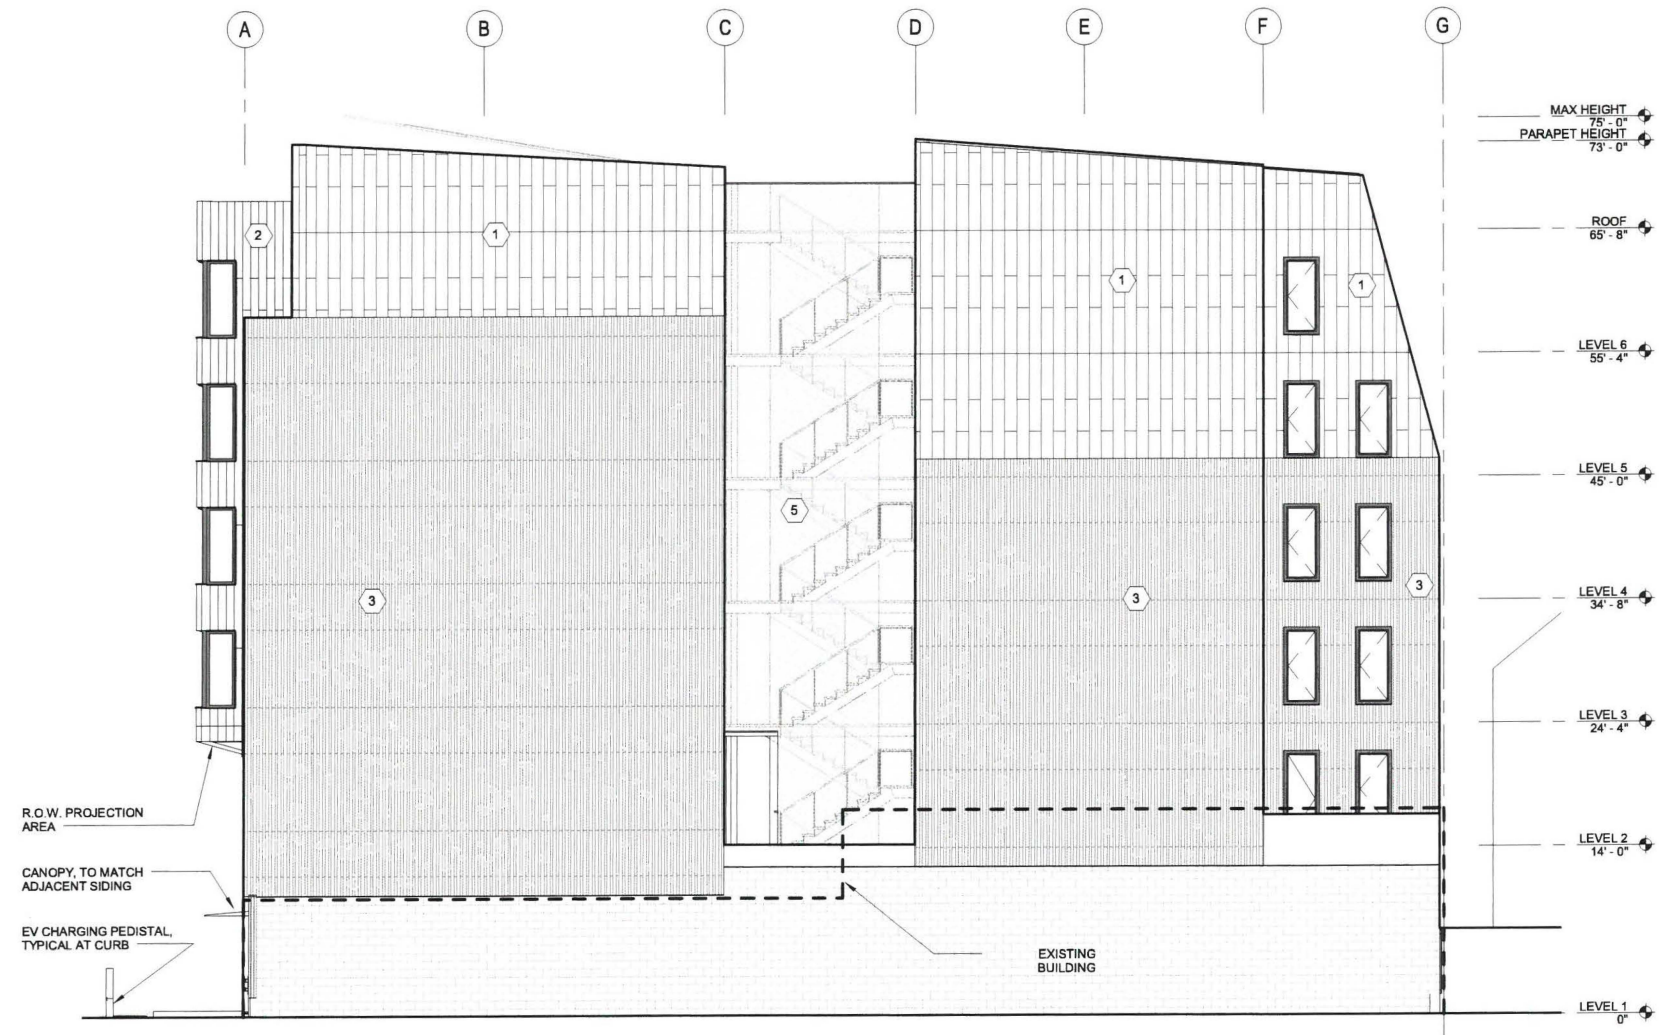 A B C D E F G
MAX HEIGHT
75' - 0"
PARAPET HEIGHT
73' - 0"
ROOF
65' - 8"
2
1
1
1
LEVEL 6
55' - 4"
LEVEL 5
45' - 0"
5
3
3
3
LEVEL 4
34' - 8"
LEVEL 3
24' - 4"
R.O.W. PROJECTION
AREA
LEVEL 2
14' - 0"
CANOPY, TO MATCH
ADJACENT SIDING
EV CHARGING PEDISTAL,
TYPICAL AT CURB
EXISTING
BUILDING
LEVEL 1
0"